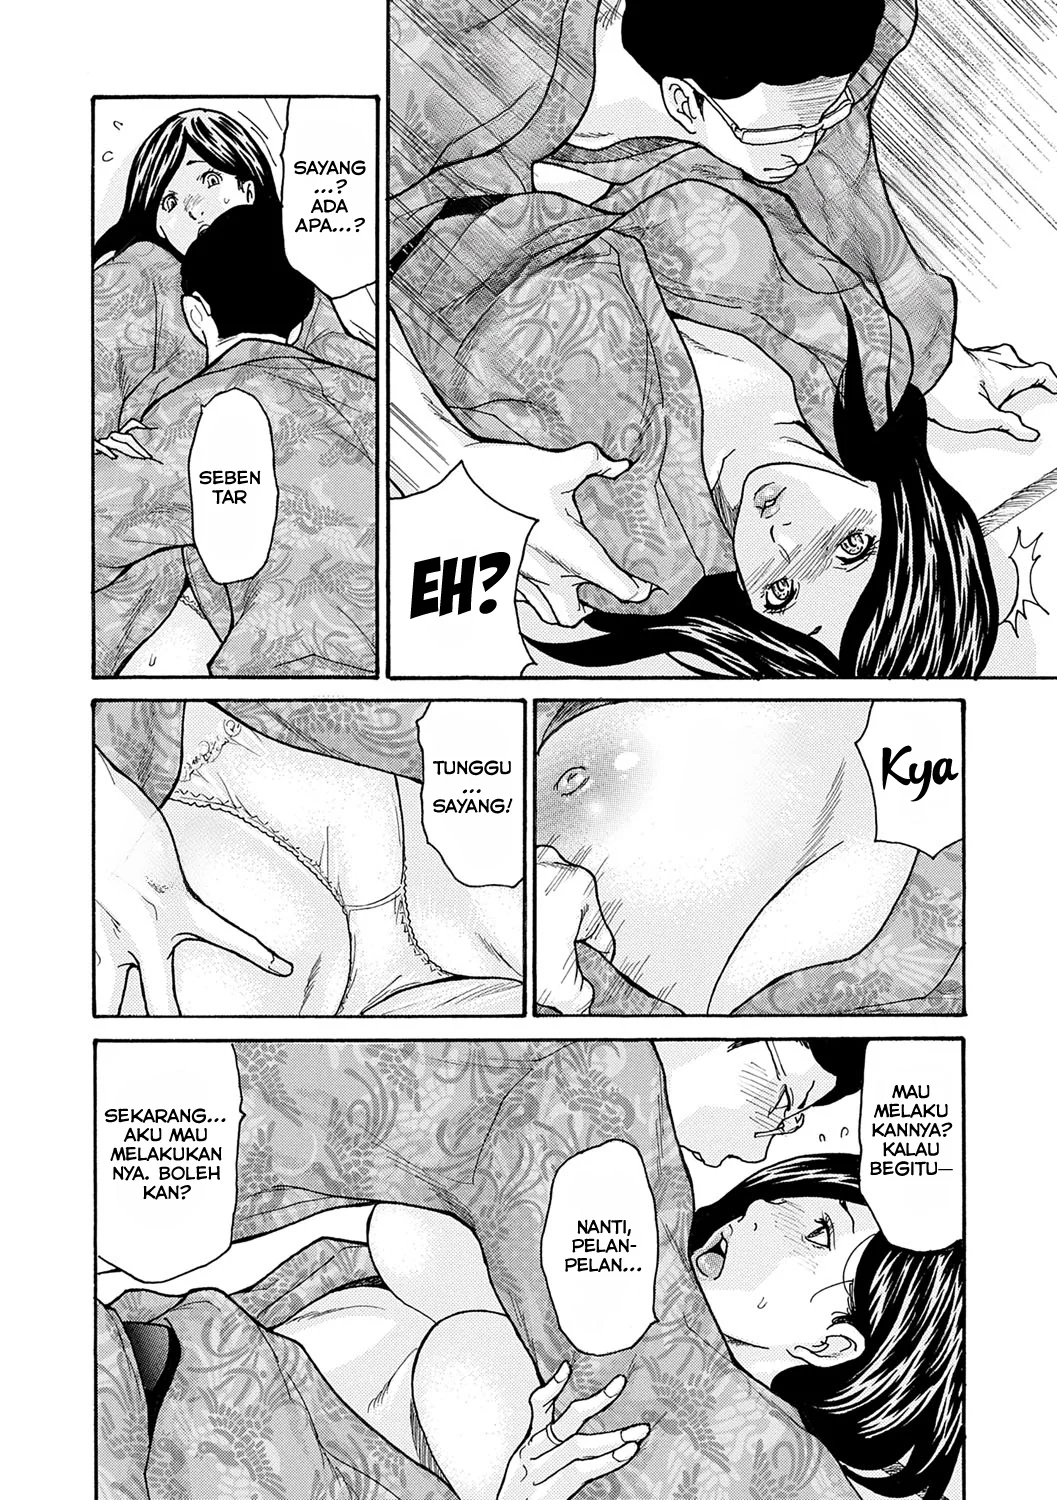 EH?
SAYANG
...?
ADA
APA...?
SEBEN
TAR
Kya
TUNGGU
...
SAYANG!
MAU
MELAKU
KANNYA?
KALAU
BEGITU—
NANTI,
PELAN-
PELAN...
SEKARANG...
AKU MAU
MELAKUKAN
NYA. BOLEH
KAN?